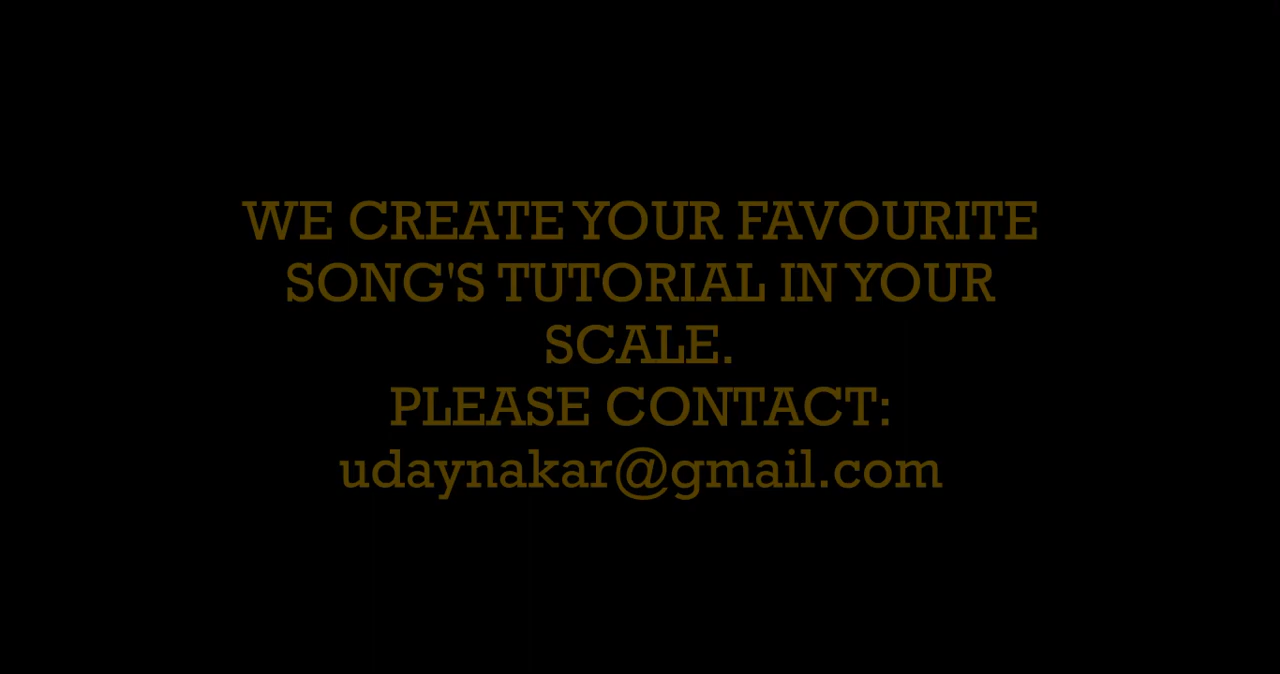 WE CREATE YOUR FAVOURITE
SONG'S TUTORIAL IN YOUR
SCALE.
PLEASE CONTACT:
udaynakar@gmail.com